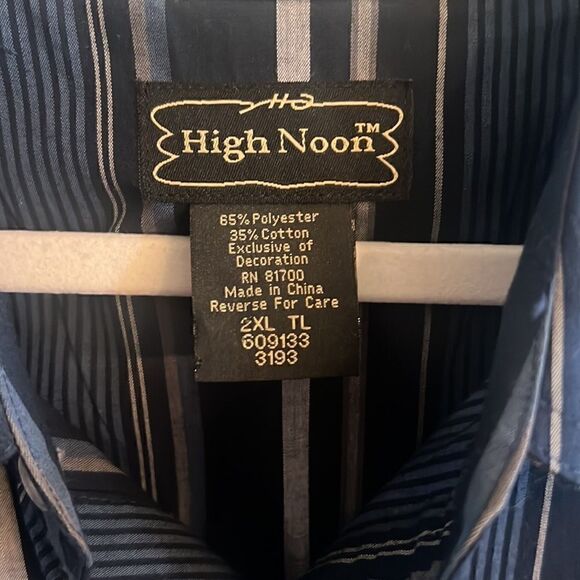 High Noon™
65% Polyester
35% Cotton
Exclusive of
Decoration
RN 81700
Made in China
Reverse For Care
2XL TL
609133
3193